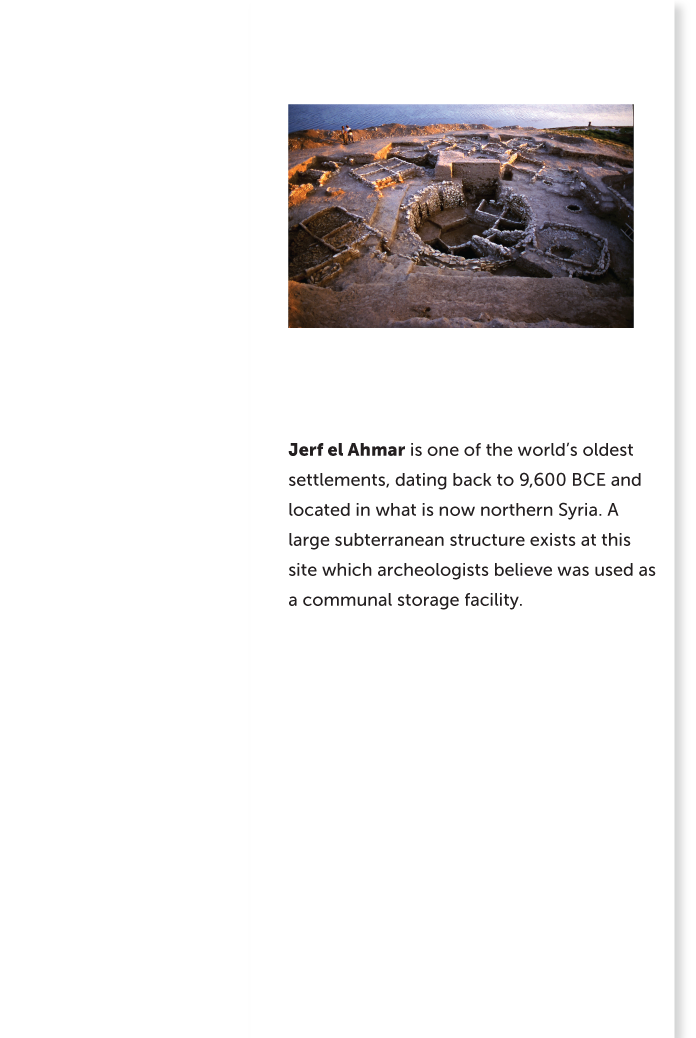 Jerf el Ahmar is one of the world's oldest
settlements, dating back to 9,600 BCE and
located in what is now northern Syria. A
large subterranean structure exists at this
site which archeologists believe was used as
a communal storage facility.